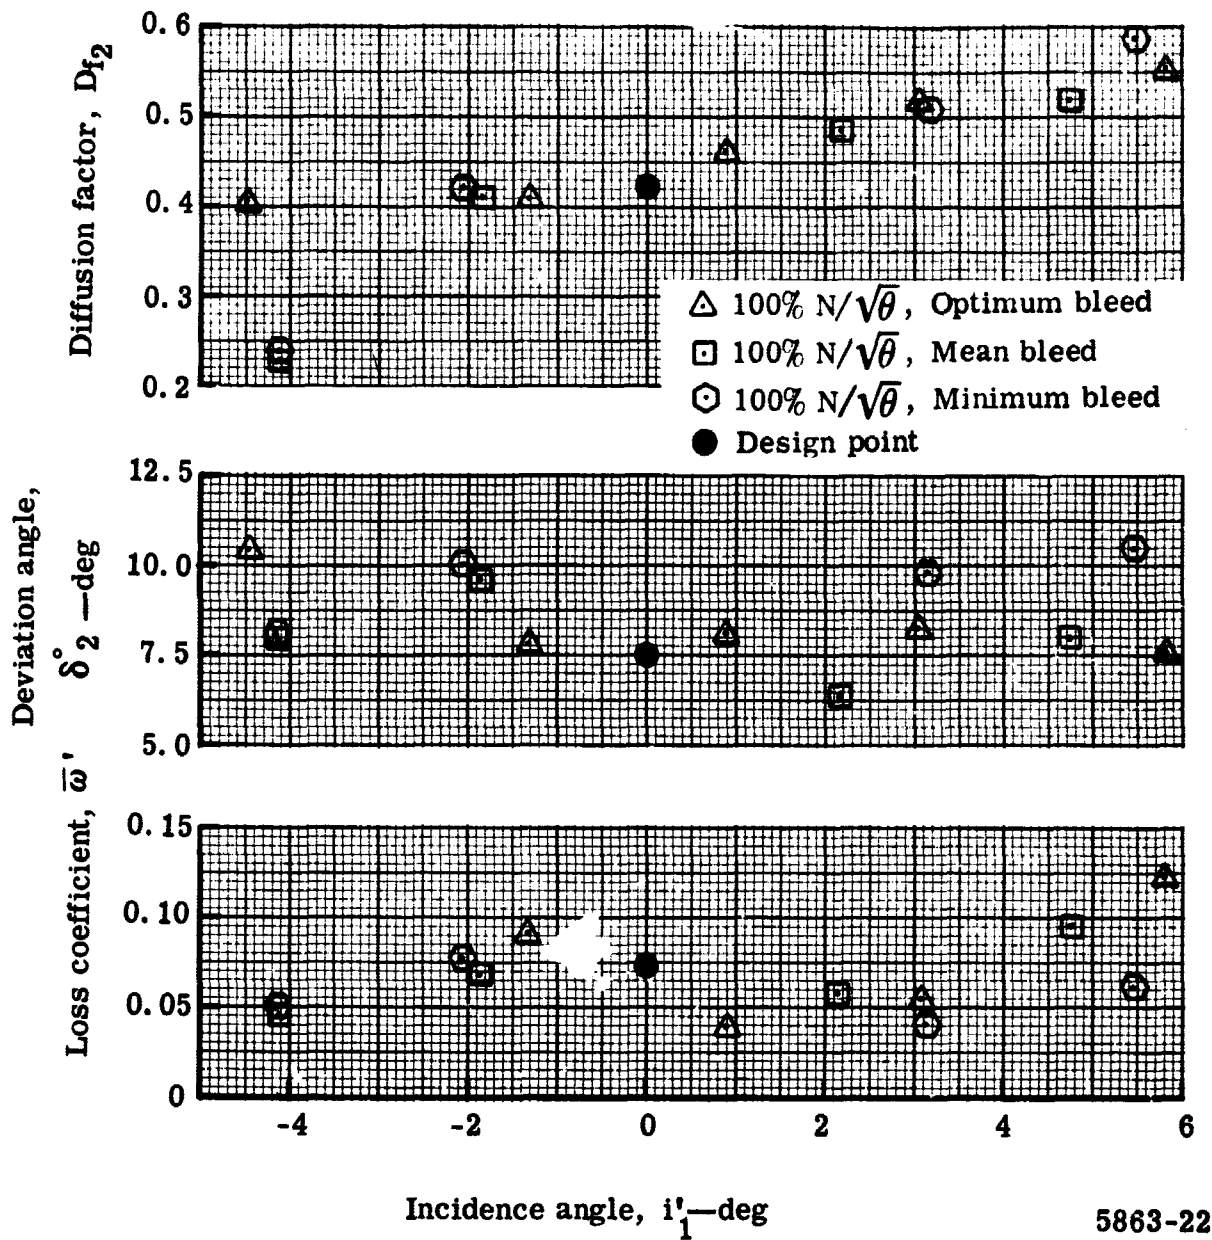 Diffusion factor, Df2
0.6
0.5
0.4
0.3
0.2
△ 100% N/√θ, Optimum bleed
⊡ 100% N/√θ, Mean bleed
100% N/√θ, Minimum bleed
● Design point
Deviation angle,
δ°2 —deg
12.5
10.0
7.5
5.0
Loss coefficient, ω̅'
0.15
0.10
0.05
0
-4 -2 0 2 4 6
Incidence angle, i'1—deg
5863-22